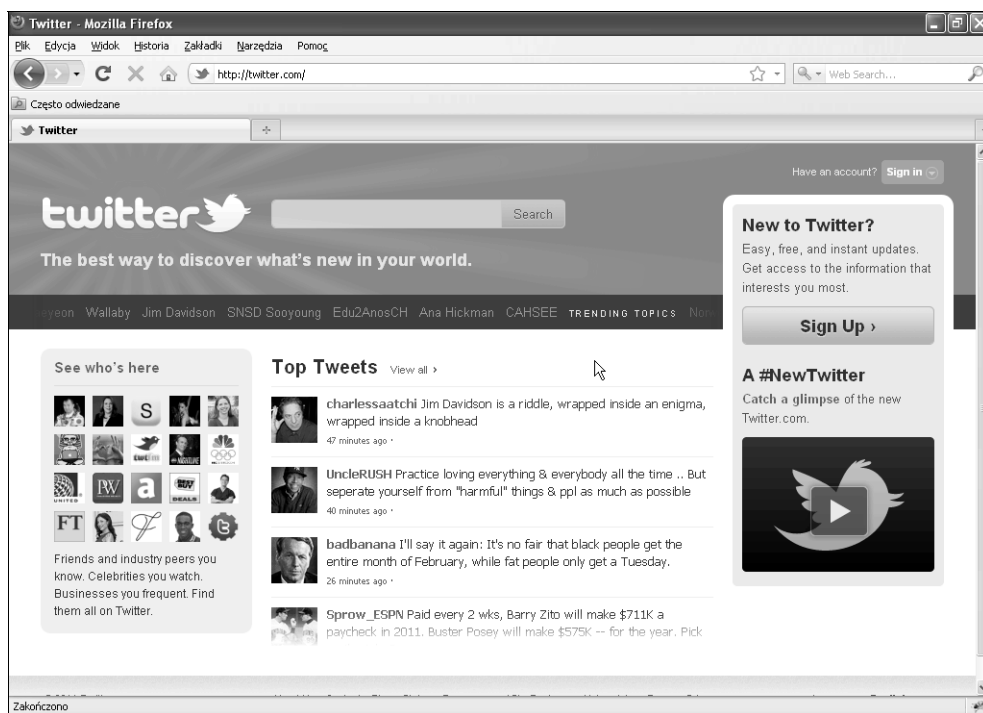 Twitter - Mozilla Firefox
Plik Edycja Widok Historia Zakładki Narzędzia Pomoc
http://twitter.com/
Web Search...
Często odwiedzane
Twitter
Have an account? Sign in
twitter
Search
The best way to discover what's new in your world.
Wallaby Jim Davidson SNSD Sooyoung Edu2AnosCH Ana Hickman CAHSEE TRENDING TOPICS
New to Twitter?
Easy, free, and instant updates.
Get access to the information that
interests you most.
Sign Up ›
A #NewTwitter
Catch a glimpse of the new
Twitter.com.
See who's here
S
UNITED
PW
a
BEST BUY
DEALS
FT
Friends and industry peers you
know. Celebrities you watch.
Businesses you frequent. Find
them all on Twitter.
Top Tweets View all ›
charlessaatchi Jim Davidson is a riddle, wrapped inside an enigma,
wrapped inside a knobhead
47 minutes ago
UncleRUSH Practice loving everything & everybody all the time .. But
seperate yourself from "harmful" things & ppl as much as possible
40 minutes ago
badbanana I'll say it again: It's no fair that black people get the
entire month of February, while fat people only get a Tuesday.
26 minutes ago
Sprow_ESPN Paid every 2 wks, Barry Zito will make $711K a
paycheck in 2011. Buster Posey will make $575K -- for the year. Pick
Zakończono